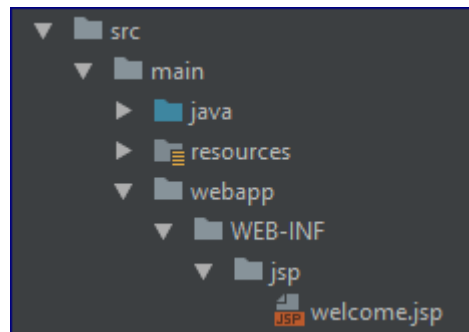 src
main
java
resources
webapp
WEB-INF
jsp
JSP welcome.jsp